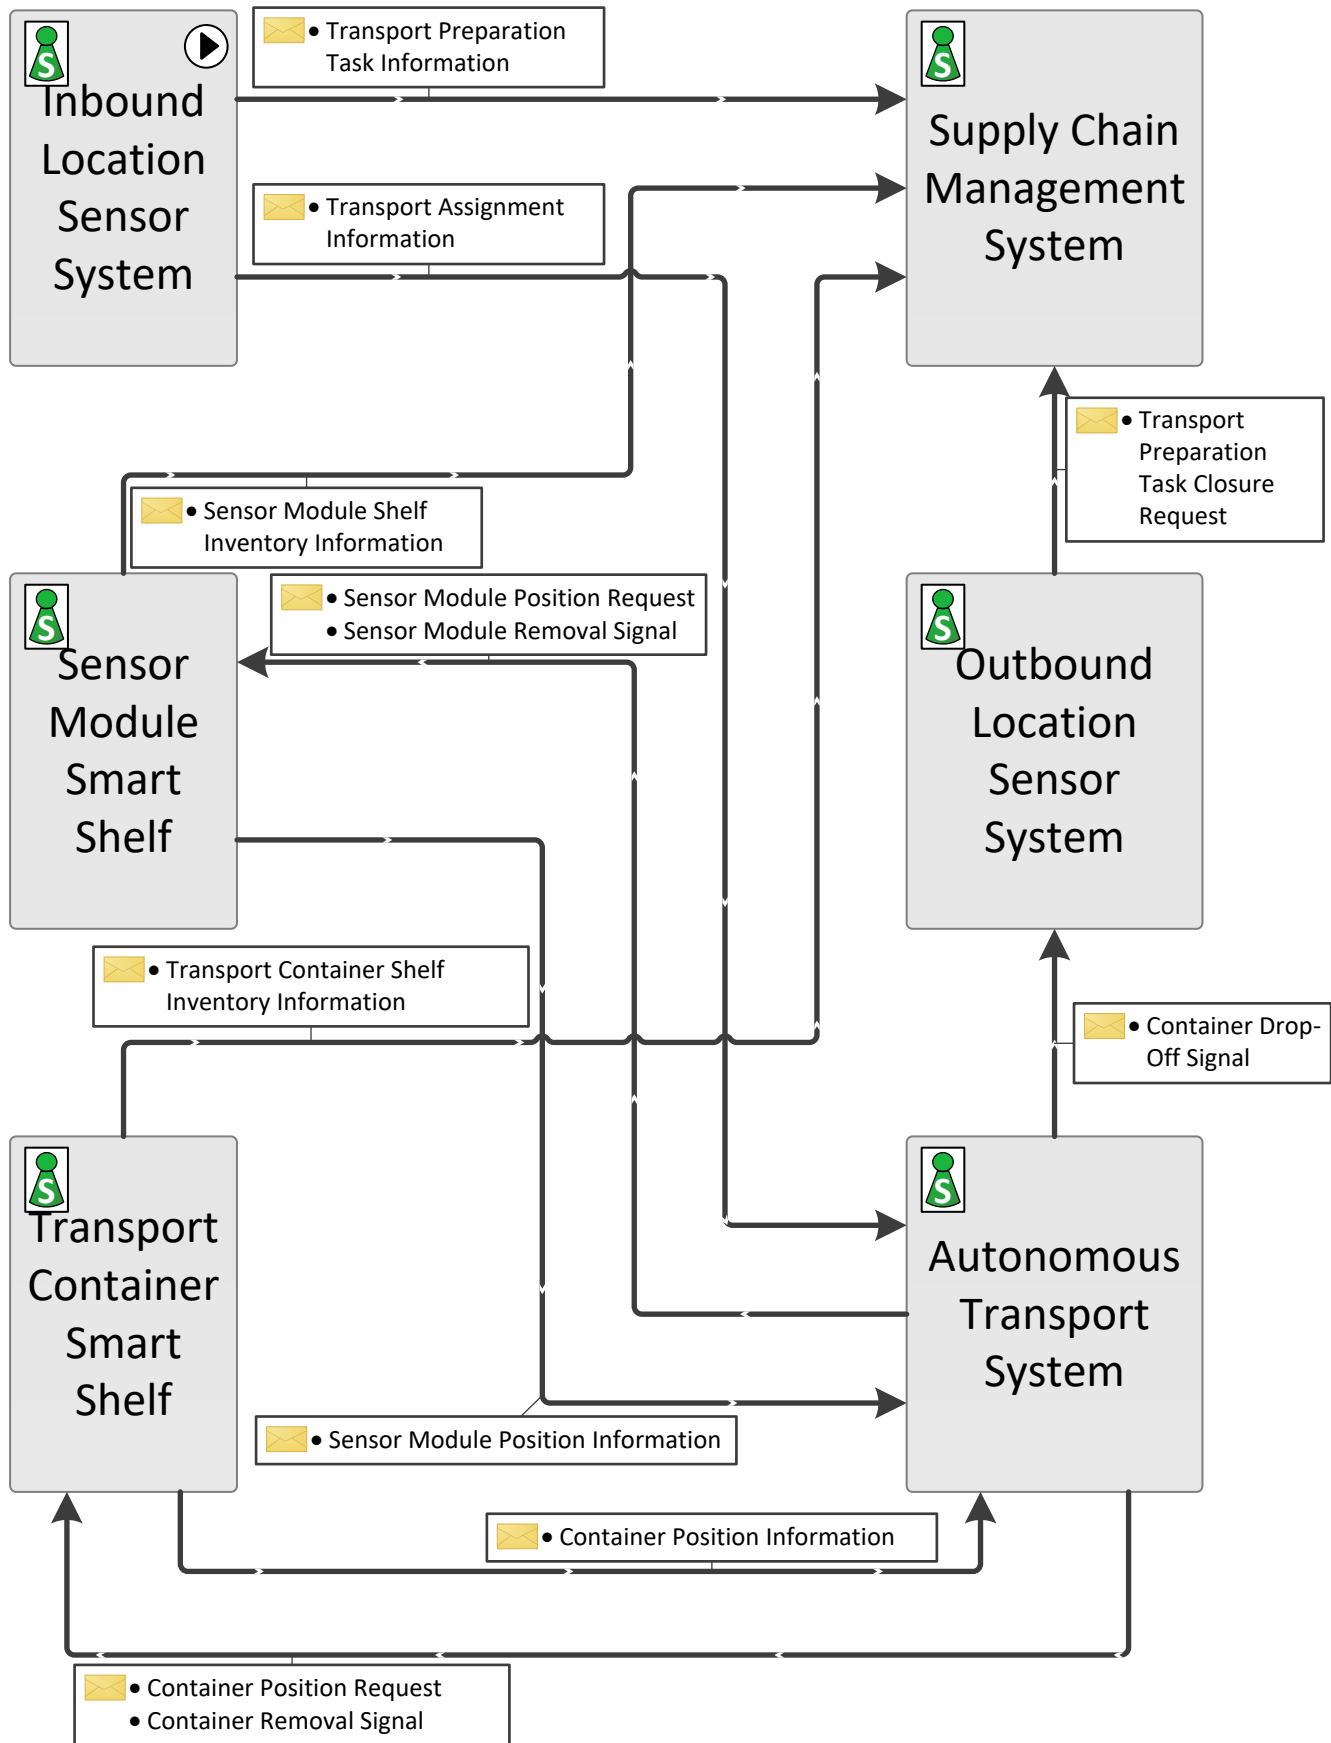 S
Inbound
Location
Sensor
System
• Transport Preparation
Task Information
• Transport Assignment
Information
S
Supply Chain
Management
System
• Transport
Preparation
Task Closure
Request
• Sensor Module Shelf
Inventory Information
• Sensor Module Position Request
• Sensor Module Removal Signal
S
Sensor
Module
Smart
Shelf
S
Outbound
Location
Sensor
System
• Transport Container Shelf
Inventory Information
• Container Drop-
Off Signal
S
Transport
Container
Smart
Shelf
S
Autonomous
Transport
System
• Sensor Module Position Information
• Container Position Information
• Container Position Request
• Container Removal Signal